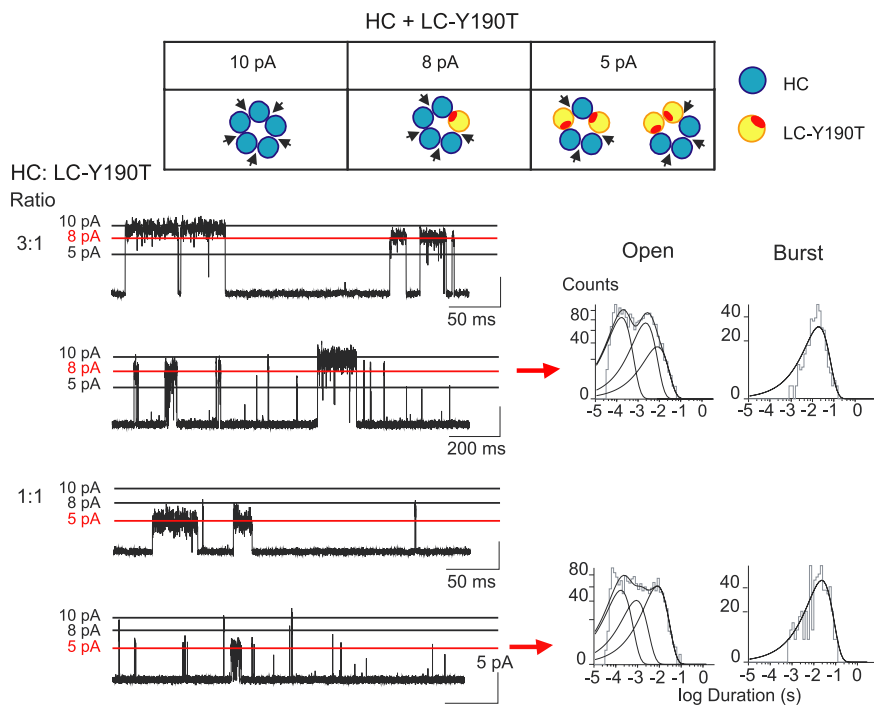 HC + LC-Y190T
10 pA 8 pA 5 pA
HC
LC-Y190T
HC: LC-Y190T
Ratio
3:1
10 pA
8 pA
5 pA
50 ms
Open Burst
Counts
80
40
0
-5 -4 -3 -2 -1 0
40
20
0
-5 -4 -3 -2 -1 0
10 pA
8 pA
5 pA
200 ms
1:1
10 pA
8 pA
5 pA
50 ms
80
40
0
-5 -4 -3 -2 -1 0
40
20
0
-5 -4 -3 -2 -1 0
log Duration (s)
10 pA
8 pA
5 pA
5 pA